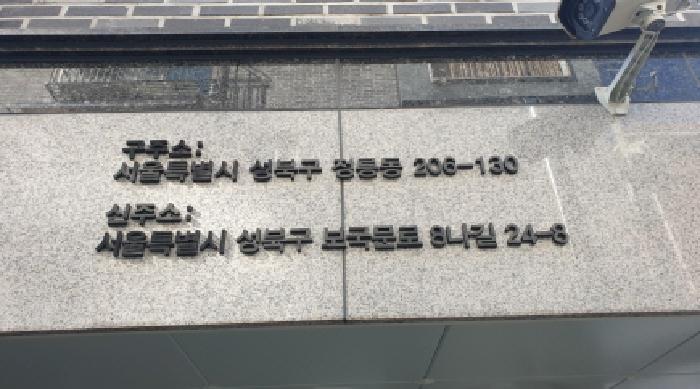 구주소:
서울특별시 성북구 정릉동 206-130
신주소:
서울특별시 성북구 보국문로 8나길 24-8